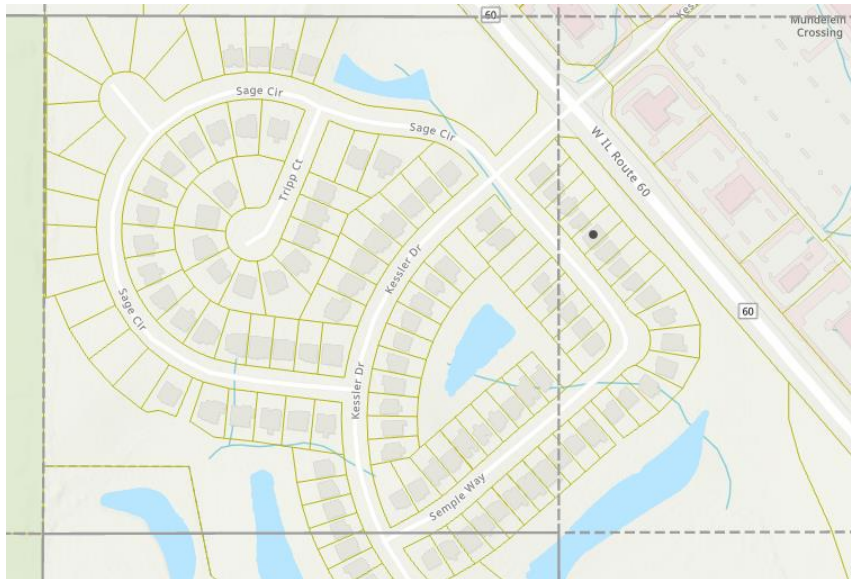 60
Kes
Mundelein
Crossing
Sage Cir
Sage Cir
W IL Route 60
Tripp Ct
Kessler Dr
Sage Cir
60
Kessler Dr
Semple Way